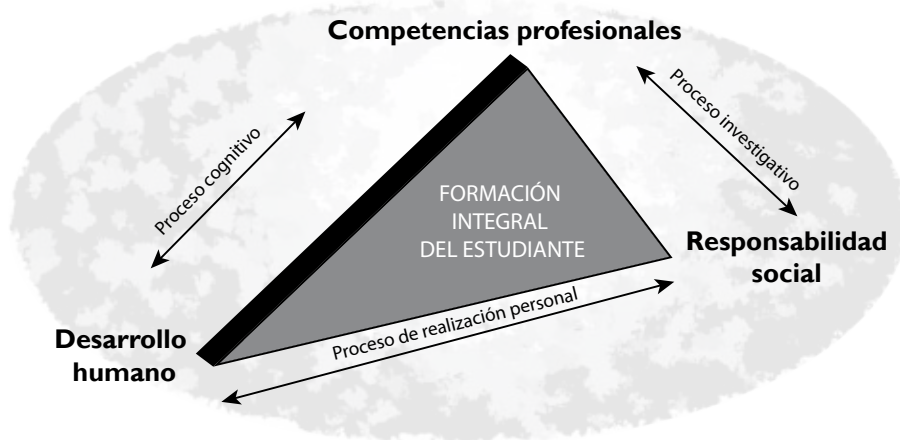 Competencias profesionales
Proceso cognitivo
Proceso investigativo
FORMACIÓN
INTEGRAL
DEL ESTUDIANTE
Responsabilidad
social
Proceso de realización personal
Desarrollo
humano